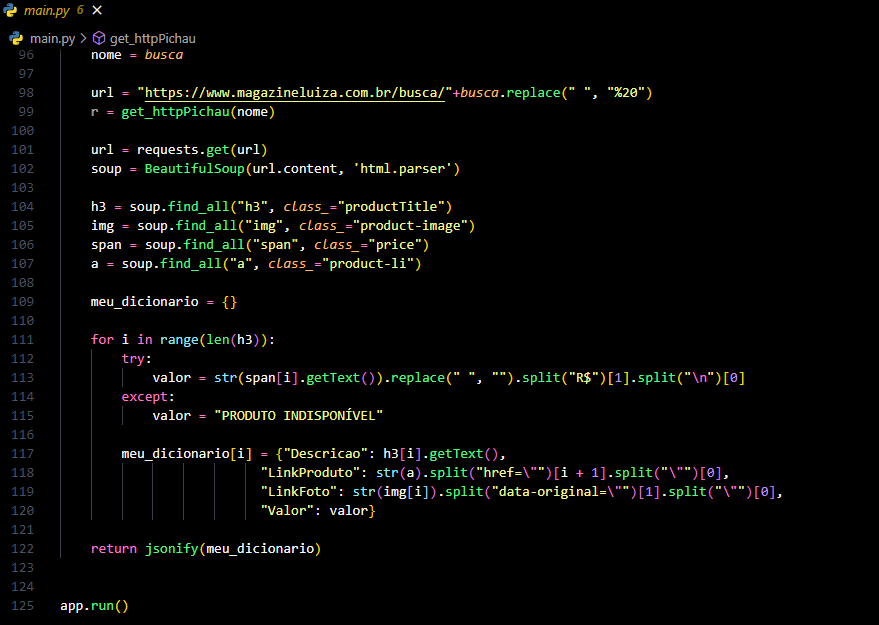 main.py 6 ×
main.py > get_httpPichau
96 nome = busca
97
98 url = "https://www.magazineluiza.com.br/busca/"+busca.replace(" ", "%20")
99 r = get_httpPichau(nome)
100
101 url = requests.get(url)
102 soup = BeautifulSoup(url.content, 'html.parser')
103
104 h3 = soup.find_all("h3", class_="productTitle")
105 img = soup.find_all("img", class_="product-image")
106 span = soup.find_all("span", class_="price")
107 a = soup.find_all("a", class_="product-li")
108
109 meu_dicionario = {}
110
111 for i in range(len(h3)):
112 try:
113 valor = str(span[i].getText()).replace(" ", "").split("R$")[1].split("\n")[0]
114 except:
115 valor = "PRODUTO INDISPONÍVEL"
116
117 meu_dicionario[i] = {"Descricao": h3[i].getText(),
118 "LinkProduto": str(a).split("href=\"")[i + 1].split("\"")[0],
119 "LinkFoto": str(img[i]).split("data-original=\"")[1].split("\"")[0],
120 "Valor": valor}
121
122 return jsonify(meu_dicionario)
123
124
125 app.run()